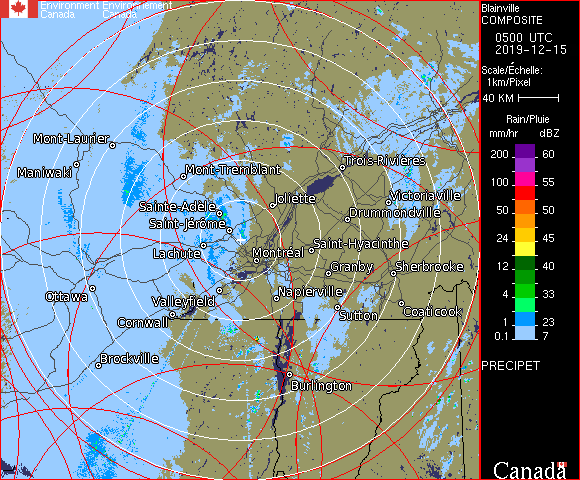 Environment Environnement
Canada Canada
Blainville
COMPOSITE
0500 UTC
2019-12-15
Scale/Échelle:
1km/Pixel
40 KM
Rain/Pluie
mm/hr dBZ
200 60
150 57
100 55
50 50
24 45
12 40
4 33
1 23
0.1 7
PRECIPET
Canada
Mont-Laurier
Maniwaki
Mont-Tremblant
Trois-Rivières
Sainte-Adèle
Joliette
Victoriaville
Saint-Jérôme
Drummondville
Lachute
Montréal
Saint-Hyacinthe
Granby
Sherbrooke
Ottawa
Valleyfield
Napierville
Cornwall
Sutton
Coaticook
Brockville
Burlington